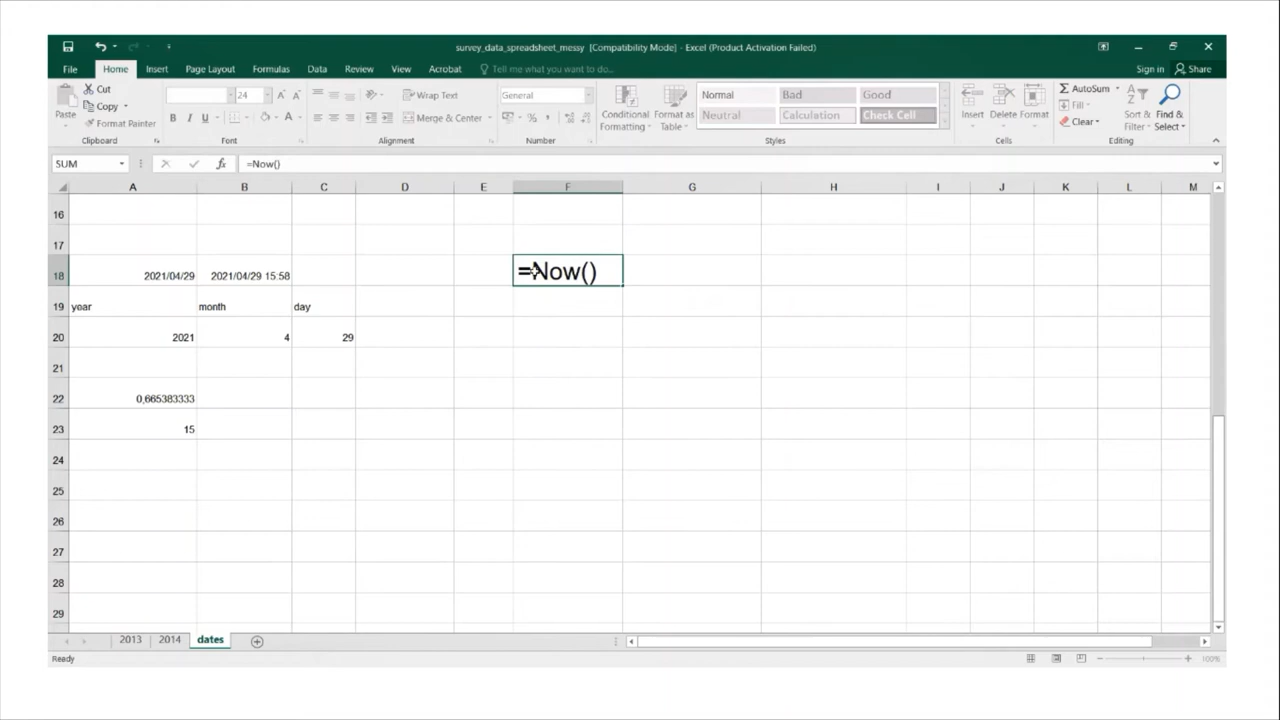 survey_data_spreadsheet_messy [Compatibility Mode] - Excel (Product Activation Failed)
File Home Insert Page Layout Formulas Data Review View Acrobat Tell me what you want to do... Sign in Share
Cut
Copy
Format Painter
Paste
Clipboard
24
A A
B I U A
Font
Wrap Text
Merge & Center
Alignment
General
% ,
Number
Conditional Formatting
Format as Table
Normal Bad Good
Neutral Calculation Check Cell
Styles
Insert Delete Format
Cells
AutoSum
Fill
Clear
Sort & Filter
Find & Select
Editing
SUM fx =Now()
A B C D E F G H I J K L M
16
17
18 2021/04/29 2021/04/29 15:58 =Now()
19 year month day
20 2021 4 29
21
22 0,665383333
23 15
24
25
26
27
28
29
2013 2014 dates
Ready 100%